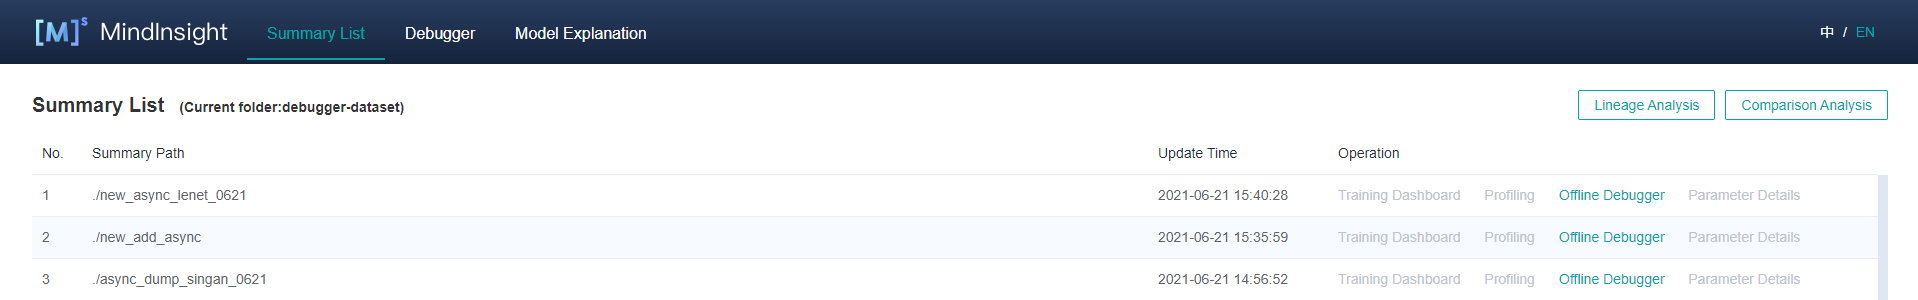 [M]s MindInsight Summary List Debugger Model Explanation 中 / EN
Summary List (Current folder:debugger-dataset) Lineage Analysis Comparison Analysis
No. Summary Path Update Time Operation
1 ./new_async_lenet_0621 2021-06-21 15:40:28 Training Dashboard Profiling Offline Debugger Parameter Details
2 ./new_add_async 2021-06-21 15:35:59 Training Dashboard Profiling Offline Debugger Parameter Details
3 ./async_dump_singan_0621 2021-06-21 14:56:52 Training Dashboard Profiling Offline Debugger Parameter Details